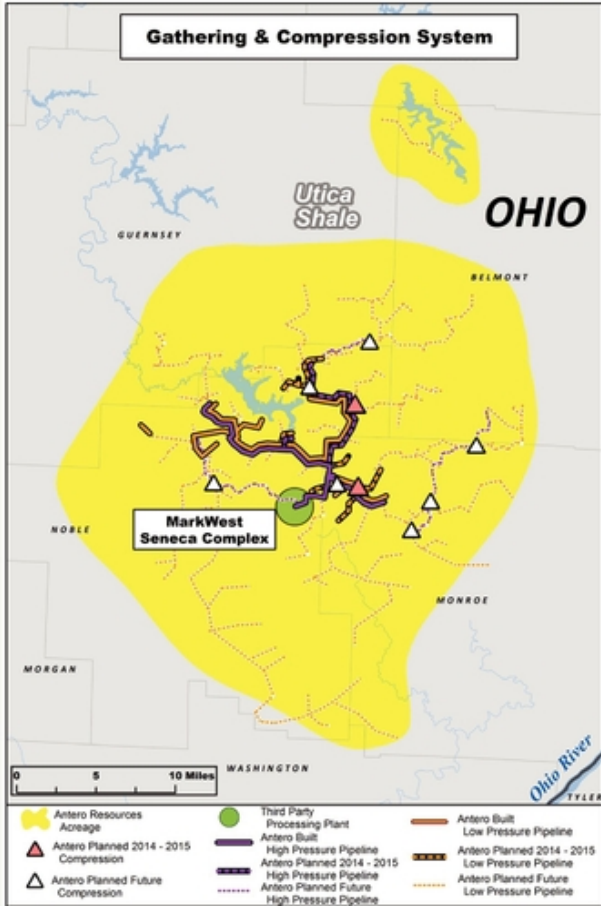 Gathering & Compression System
Utica
Shale
OHIO
GUERNSEY
BELMONT
MarkWest
Seneca Complex
NOBLE
MONROE
MORGAN
0 5 10 Miles
WASHINGTON
Ohio River
TYLER
Antero Resources
Acreage
Antero Planned 2014 - 2015
Compression
Antero Planned Future
Compression
Third Party
Processing Plant
Antero Built
High Pressure Pipeline
Antero Planned 2014 - 2015
High Pressure Pipeline
Antero Planned Future
High Pressure Pipeline
Antero Built
Low Pressure Pipeline
Antero Planned 2014 - 2015
Low Pressure Pipeline
Antero Planned Future
Low Pressure Pipeline